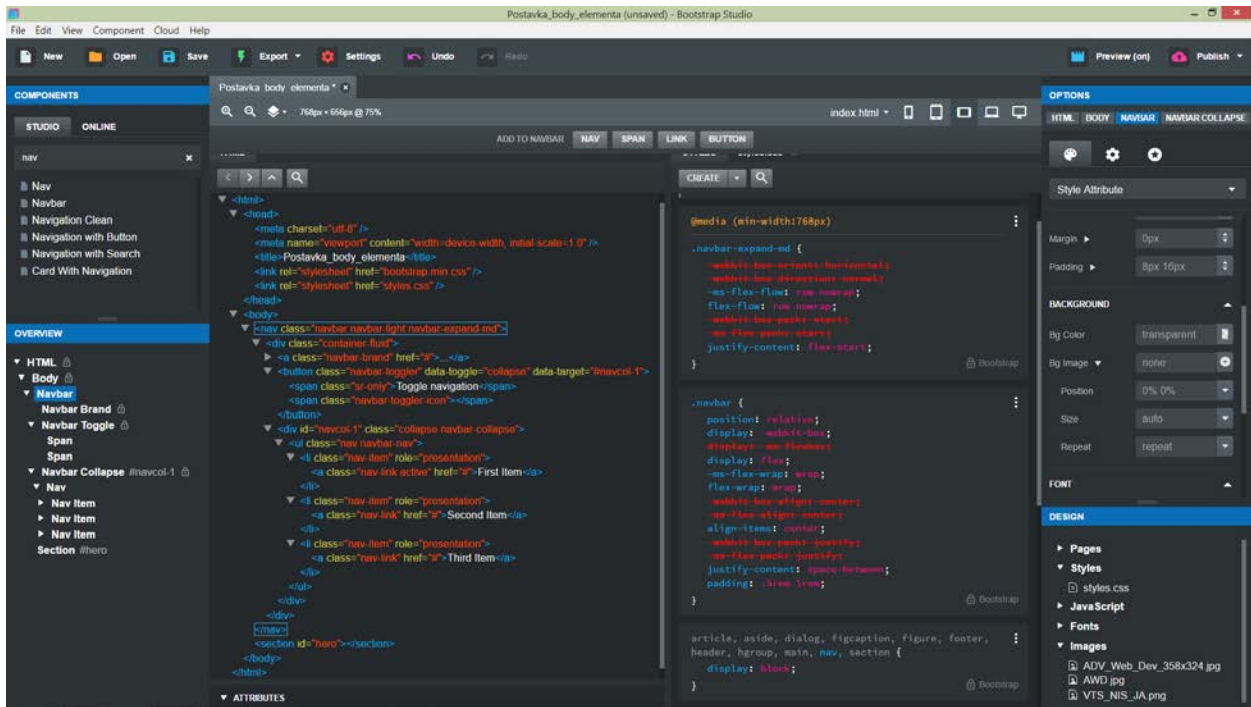 Postavka_body_elementa (unsaved) - Bootstrap Studio
File Edit View Component Cloud Help
New Open Save Export Settings Undo Redo Preview (on) Publish
COMPONENTS
STUDIO ONLINE
nav
Nav
Navbar
Navigation Clean
Navigation with Button
Navigation with Search
Card With Navigation
OVERVIEW
HTML
Body
Navbar
Navbar Brand
Navbar Toggle
Span
Span
Navbar Collapse #navcol-1
Nav
Nav Item
Nav Item
Nav Item
Section #hero
Postavka body elementa *
768px × 656px @ 75%
index.html
ADD TO NAVBAR NAV SPAN LINK BUTTON
<html>
<head>
<meta charset="utf-8" />
<meta name="viewport" content="width=device-width, initial-scale=1.0" />
<title>Postavka_body_elementa</title>
<link rel="stylesheet" href="bootstrap.min.css" />
<link rel="stylesheet" href="styles.css" />
</head>
<body>
<nav class="navbar navbar-light navbar-expand-md">
<div class="container-fluid">
<a class="navbar-brand" href="#">...</a>
<button class="navbar-toggler" data-toggle="collapse" data-target="#navcol-1">
<span class="sr-only">Toggle navigation</span>
<span class="navbar-toggler-icon"></span>
</button>
<div id="navcol-1" class="collapse navbar-collapse">
<ul class="nav navbar-nav">
<li class="nav-item" role="presentation">
<a class="nav-link active" href="#">First Item</a>
</li>
<li class="nav-item" role="presentation">
<a class="nav-link" href="#">Second Item</a>
</li>
<li class="nav-item" role="presentation">
<a class="nav-link" href="#">Third Item</a>
</li>
</ul>
</div>
</div>
</nav>
<section id="hero"></section>
</body>
</html>
ATTRIBUTES
CREATE
@media (min-width:768px)
.navbar-expand-md {
-webkit-box-orient: horizontal;
-webkit-box-direction: normal;
-ms-flex-flow: row nowrap;
flex-flow: row nowrap;
-webkit-box-pack: start;
-ms-flex-pack: start;
justify-content: flex-start;
}
Bootstrap
.navbar {
position: relative;
display: -webkit-box;
display: -ms-flexbox;
display: flex;
-ms-flex-wrap: wrap;
flex-wrap: wrap;
-webkit-box-align: center;
-ms-flex-align: center;
align-items: center;
-webkit-box-pack: justify;
-ms-flex-pack: justify;
justify-content: space-between;
padding: .5rem 1rem;
}
Bootstrap
article, aside, dialog, figcaption, figure, footer,
header, hgroup, main, nav, section {
display: block;
}
Bootstrap
OPTIONS
HTML BODY NAVBAR NAVBAR COLLAPSE
Style Attribute
Margin 0px
Padding 8px 16px
BACKGROUND
Bg Color transparent
Bg Image none
Position 0% 0%
Size auto
Repeat repeat
FONT
DESIGN
Pages
Styles
styles.css
JavaScript
Fonts
Images
ADV_Web_Dev_358x324.jpg
AWD.jpg
VTS_NIS_JA.png